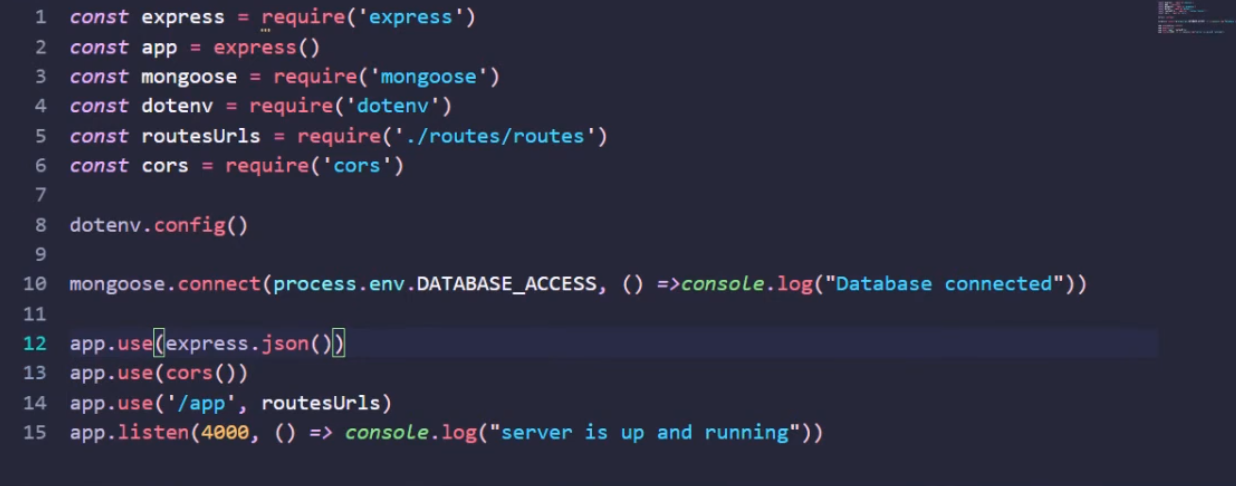 1 const express = require('express')
2 const app = express()
3 const mongoose = require('mongoose')
4 const dotenv = require('dotenv')
5 const routesUrls = require('./routes/routes')
6 const cors = require('cors')
7
8 dotenv.config()
9
10 mongoose.connect(process.env.DATABASE_ACCESS, () =>console.log("Database connected"))
11
12 app.use(express.json())
13 app.use(cors())
14 app.use('/app', routesUrls)
15 app.listen(4000, () => console.log("server is up and running"))